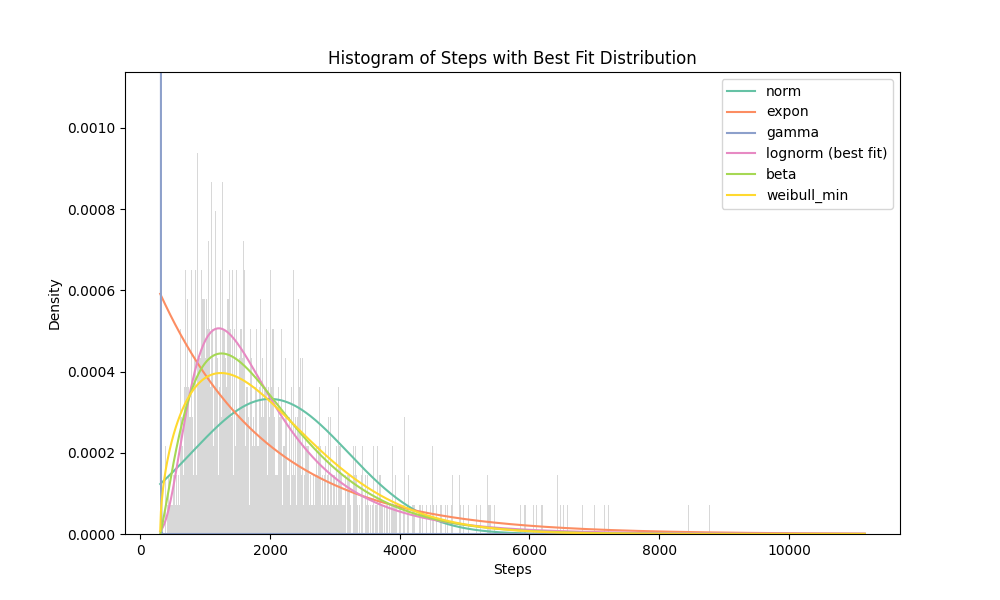 Histogram of Steps with Best Fit Distribution
norm
expon
gamma
lognorm (best fit)
beta
weibull_min
Density
0.0010
0.0008
0.0006
0.0004
0.0002
0.0000
0 2000 4000 6000 8000 10000
Steps